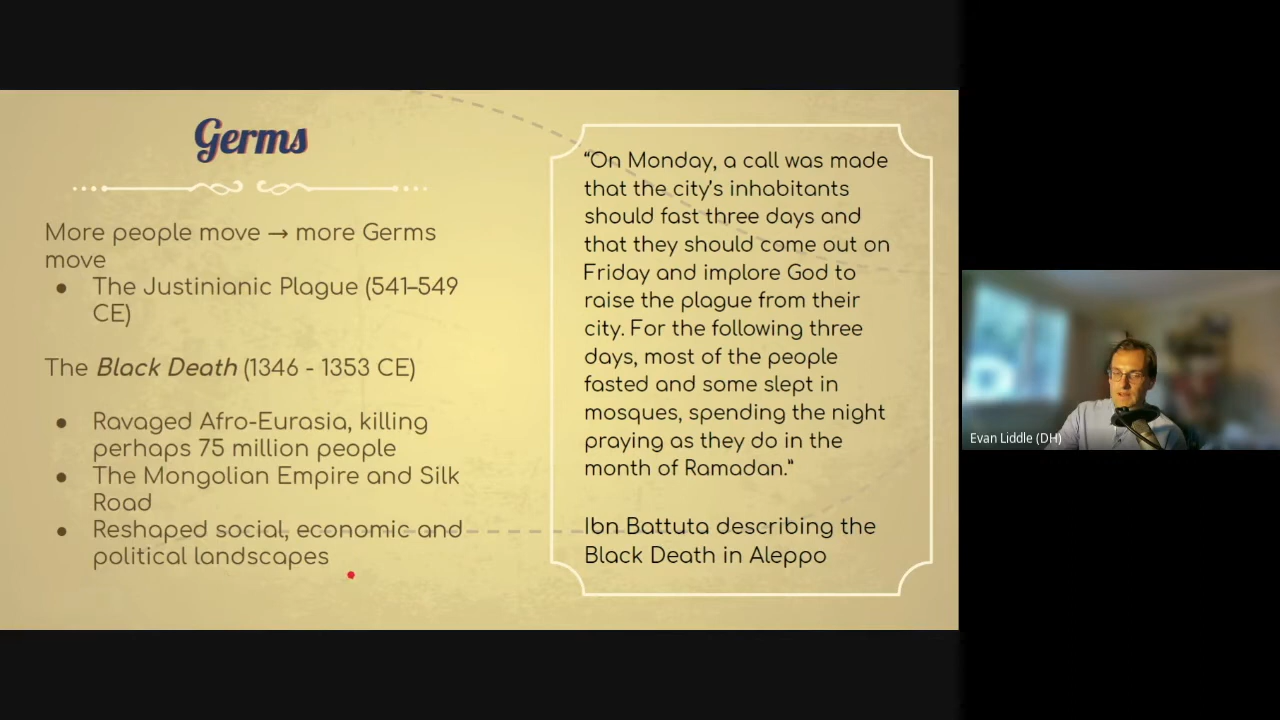 Germs
More people move → more Germs
move
● The Justinianic Plague (541–549
CE)
The Black Death (1346 - 1353 CE)
● Ravaged Afro-Eurasia, killing
perhaps 75 million people
● The Mongolian Empire and Silk
Road
● Reshaped social, economic and
political landscapes
“On Monday, a call was made
that the city’s inhabitants
should fast three days and
that they should come out on
Friday and implore God to
raise the plague from their
city. For the following three
days, most of the people
fasted and some slept in
mosques, spending the night
praying as they do in the
month of Ramadan.”
Ibn Battuta describing the
Black Death in Aleppo
Evan Liddle (DH)